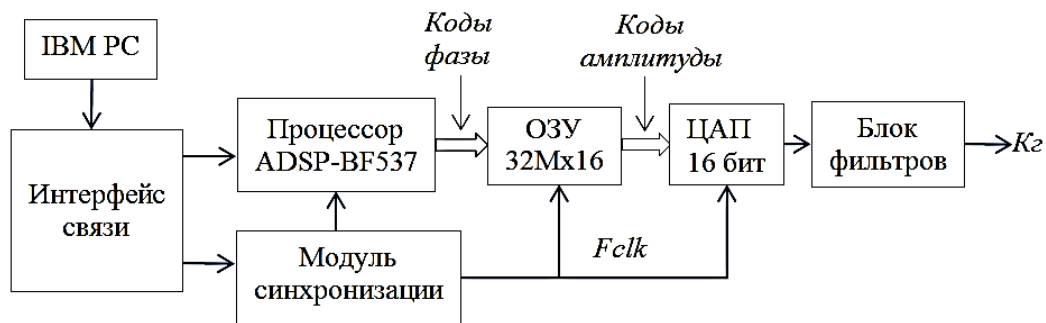 IBM PC
Интерфейс
связи
Процессор
ADSP-BF537
Модуль
синхронизации
Коды
фазы
ОЗУ
32Mx16
Коды
амплитуды
ЦАП
16 бит
Fclk
Блок
фильтров
Кг